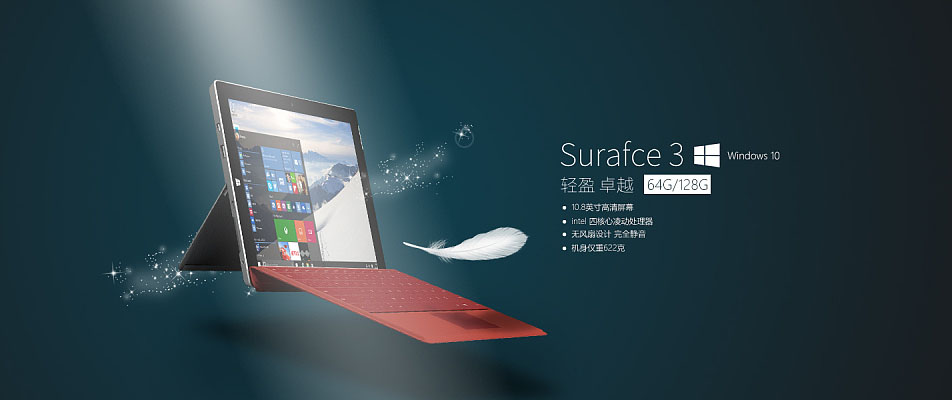 Surafce 3
Windows 10
轻盈 卓越 64G/128G
10.8英寸高清屏幕
intel 四核心凌动处理器
无风扇设计 完全静音
机身仅重622克